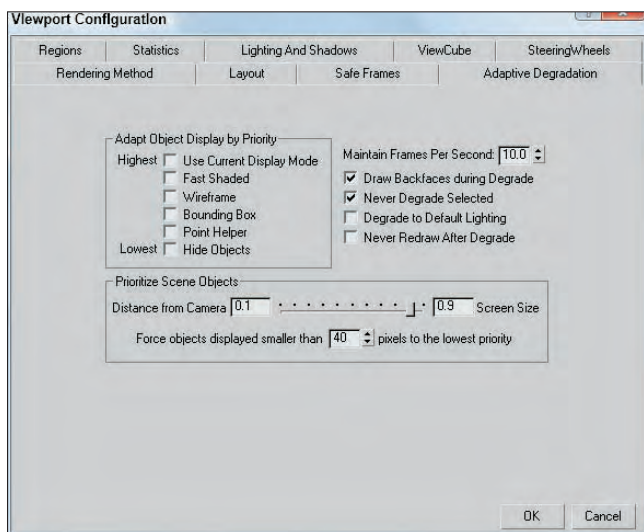 Viewport Configuration
Regions Statistics Lighting And Shadows ViewCube SteeringWheels
Rendering Method Layout Safe Frames Adaptive Degradation
Adapt Object Display by Priority
Highest Use Current Display Mode
Fast Shaded
Wireframe
Bounding Box
Point Helper
Lowest Hide Objects
Maintain Frames Per Second: 10.0
Draw Backfaces during Degrade
Never Degrade Selected
Degrade to Default Lighting
Never Redraw After Degrade
Prioritize Scene Objects
Distance from Camera 0.1 0.9 Screen Size
Force objects displayed smaller than 40 pixels to the lowest priority
OK Cancel